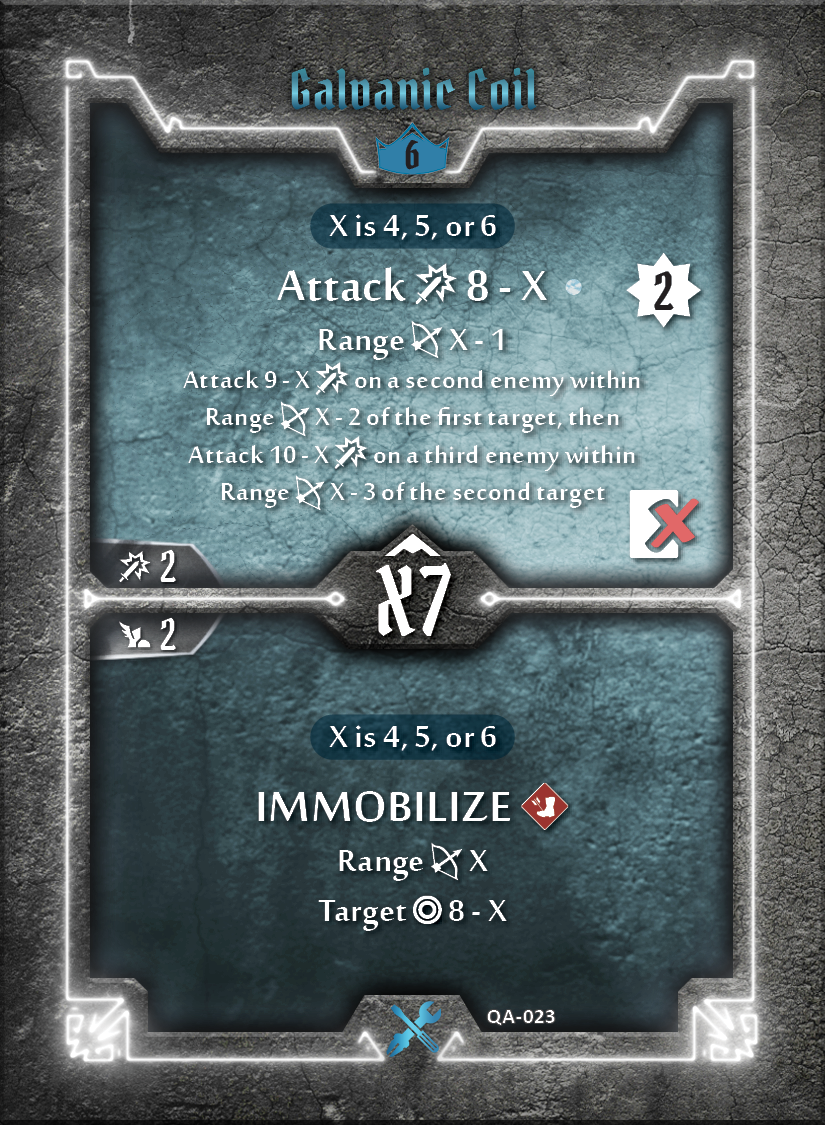 Galvanic Coil
6
X is 4, 5, or 6
Attack 8 - X
2
Range X - 1
Attack 9 - X on a second enemy within
Range X - 2 of the first target, then
Attack 10 - X on a third enemy within
Range X - 3 of the second target
2
87
2
X is 4, 5, or 6
IMMOBILIZE
Range X
Target 8 - X
QA-023